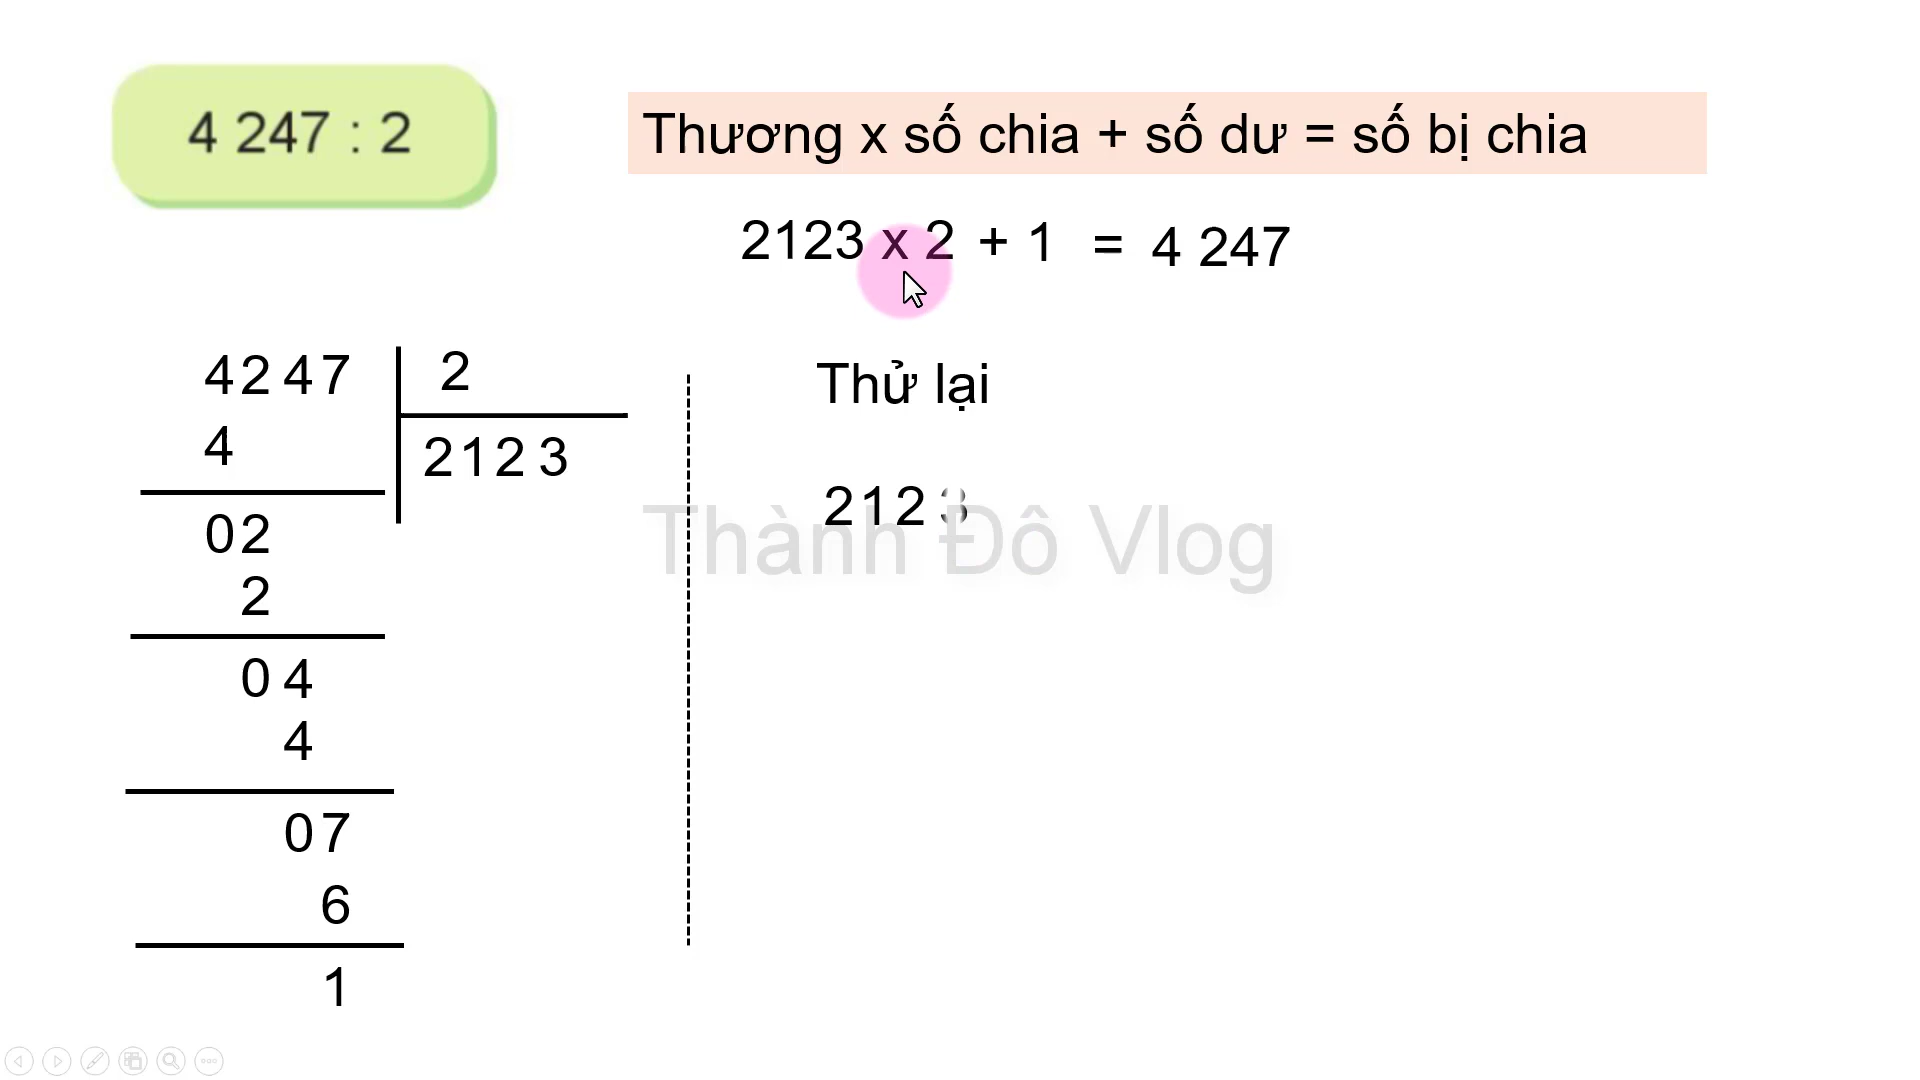 4 247 : 2
Thương x số chia + số dư = số bị chia
2123 x 2 + 1 = 4 247
4247 2
4
2123
02
2
04
4
07
6
1
Thử lại
2123
Thành Đô Vlog